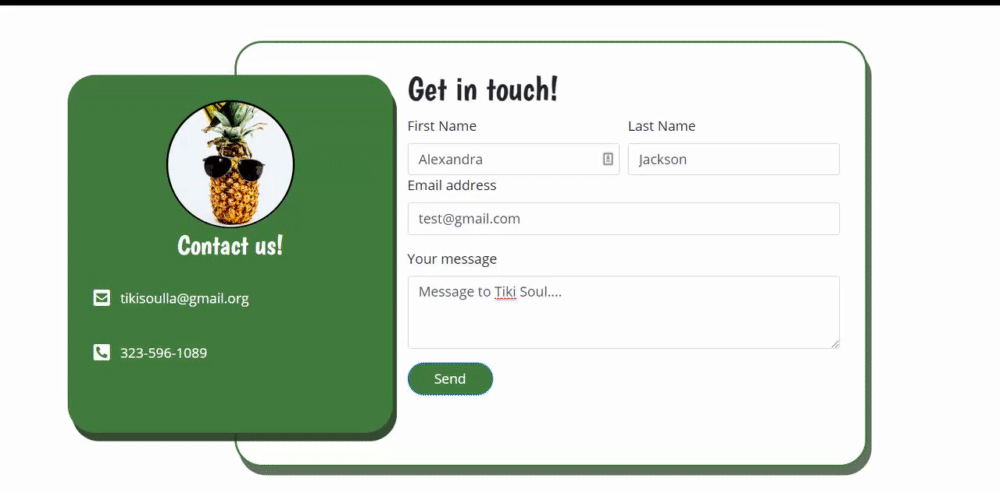 Get in touch!
First Name
Last Name
Alexandra
Jackson
Email address
test@gmail.com
Your message
Message to Tiki Soul....
Send
Contact us!
tikisoulla@gmail.org
323-596-1089